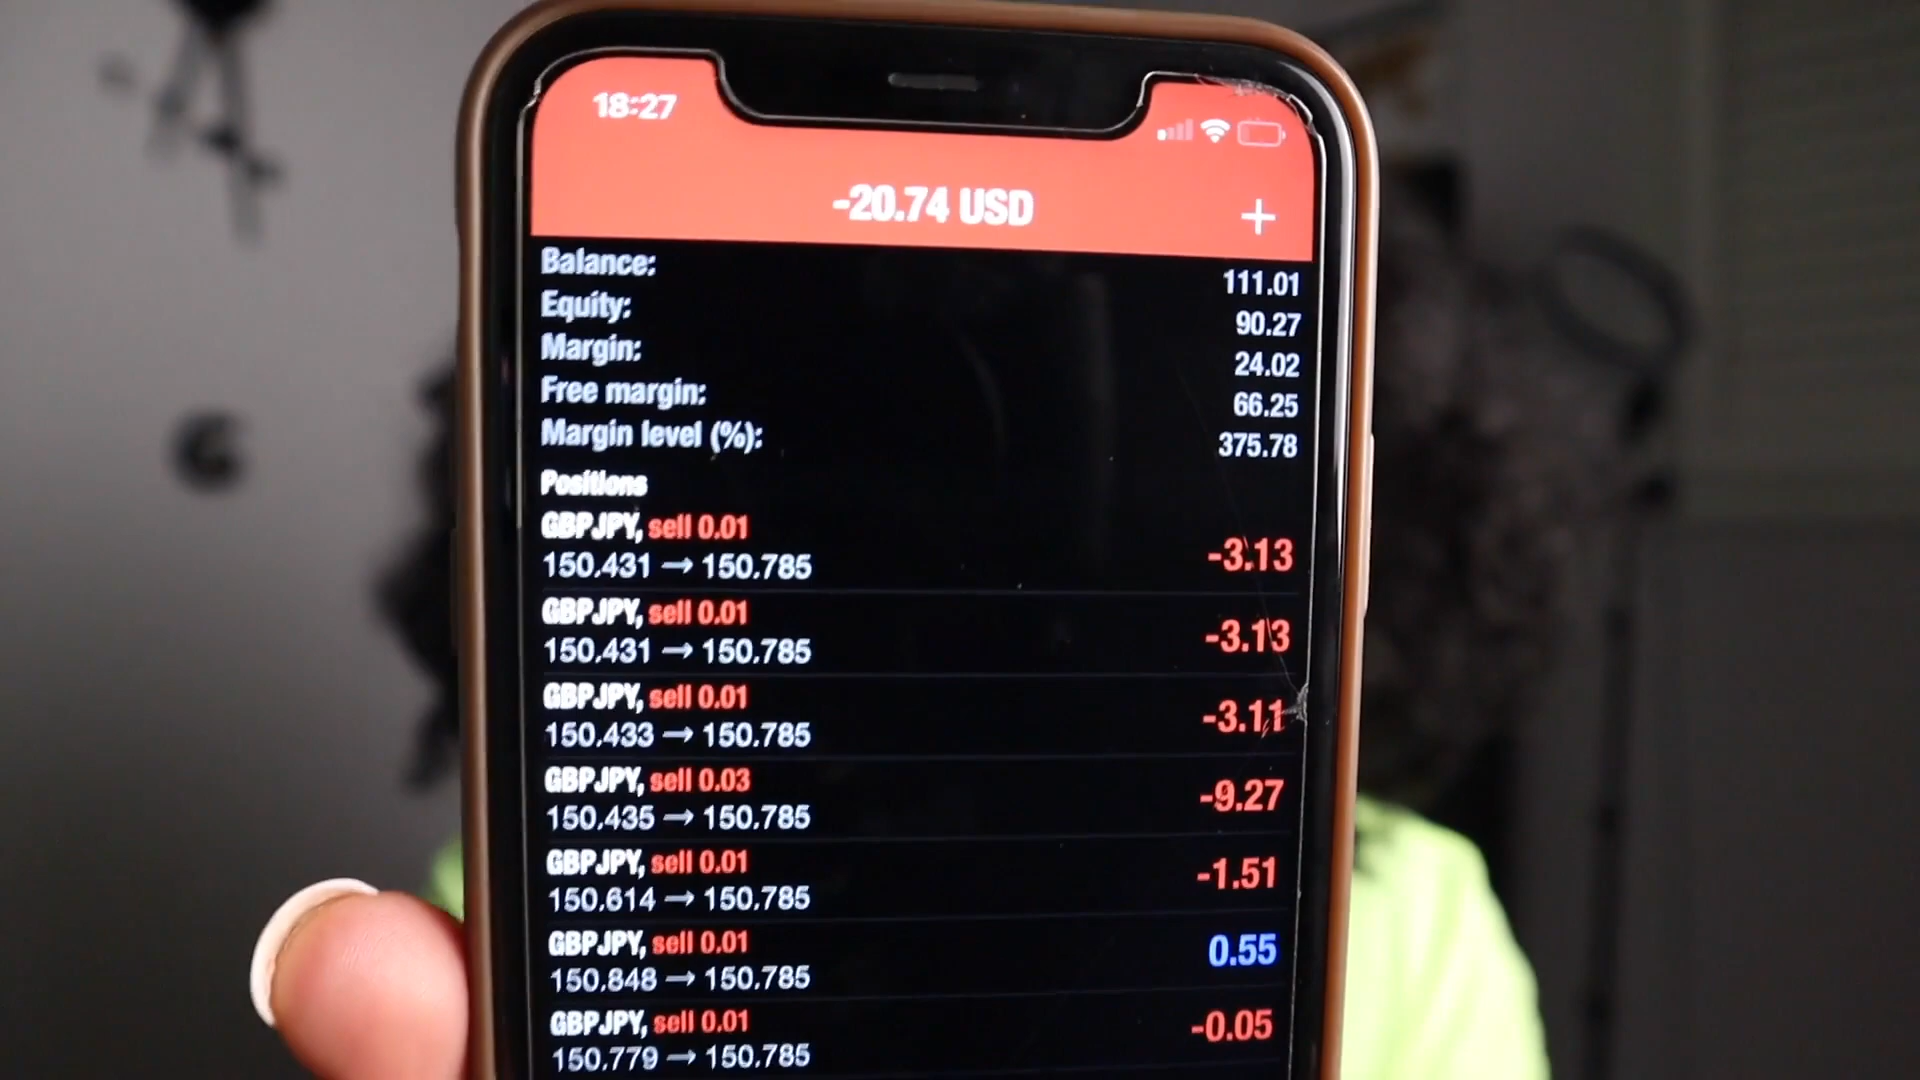 18:27
-20.74 USD +
Balance: 111.01
Equity: 90.27
Margin: 24.02
Free margin: 66.25
Margin level (%): 375.78
Positions
GBPJPY, sell 0.01
150.431 → 150.785 -3.13
GBPJPY, sell 0.01
150.431 → 150.785 -3.13
GBPJPY, sell 0.01
150.433 → 150.785 -3.11
GBPJPY, sell 0.03
150.435 → 150.785 -9.27
GBPJPY, sell 0.01
150.614 → 150.785 -1.51
GBPJPY, sell 0.01
150.848 → 150.785 0.55
GBPJPY, sell 0.01
150.779 → 150.785 -0.05